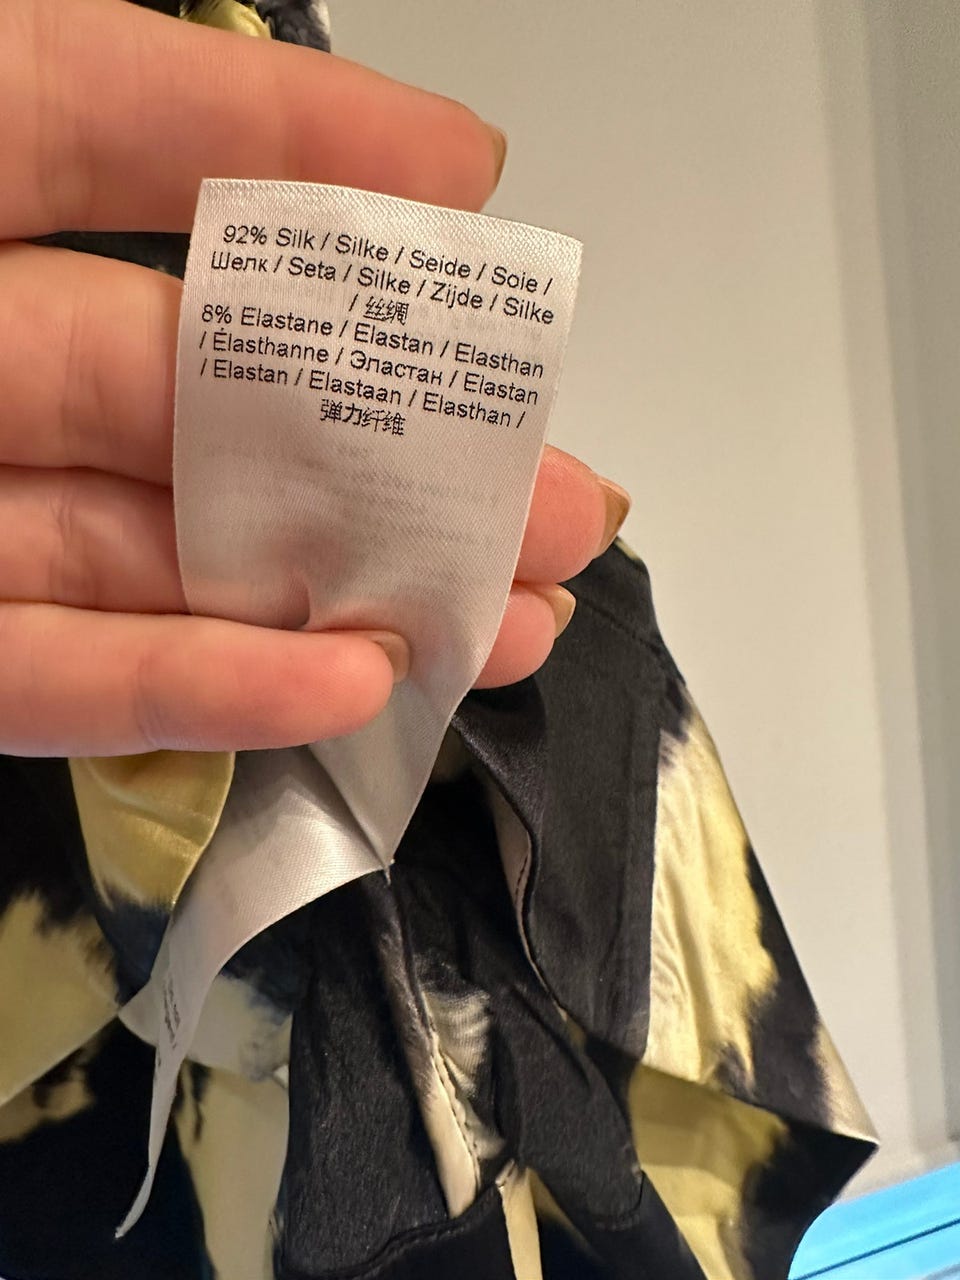 92% Silk / Silke / Seide / Soie /
Шелк / Seta / Silke / Zijde / Silke
/ 丝绸
8% Elastane / Elastan / Elasthan
/ Élasthanne / Эластан / Elastan
/ Elastan / Elastaan / Elasthan /
弹力纤维